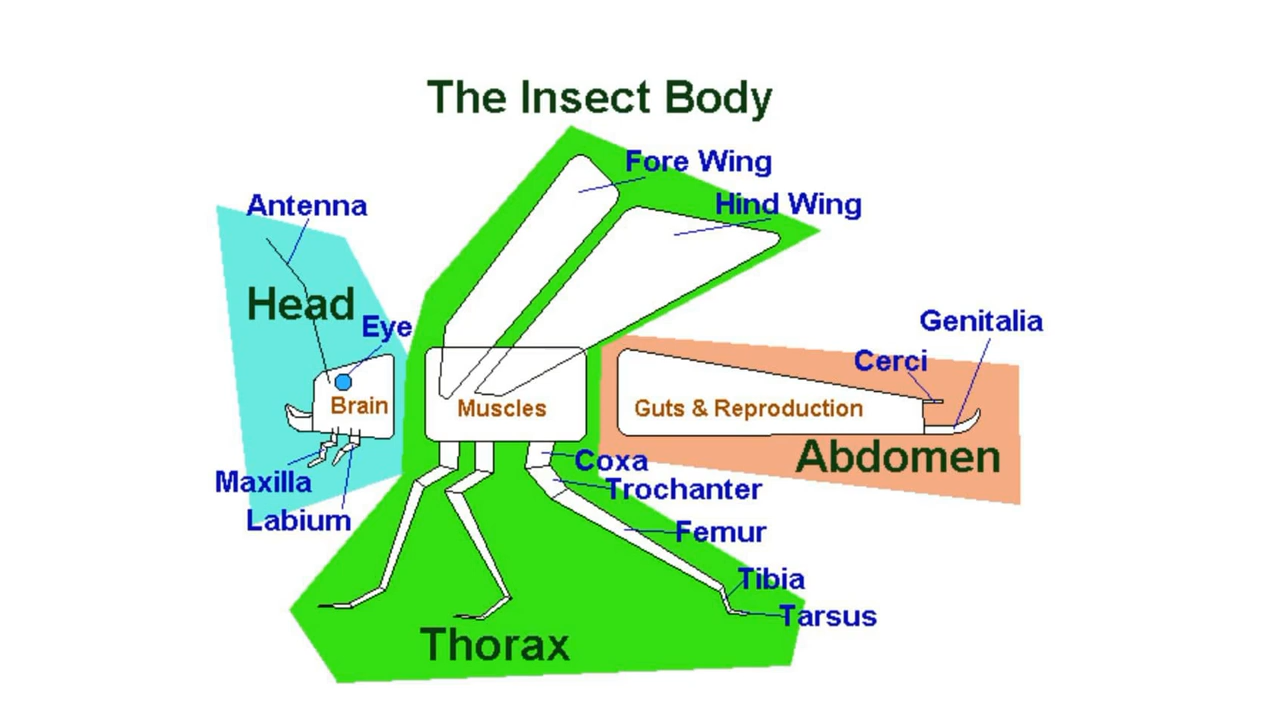 The Insect Body
Fore Wing
Hind Wing
Antenna
Head
Eye
Brain
Maxilla
Labium
Muscles
Coxa
Trochanter
Femur
Tibia
Tarsus
Thorax
Genitalia
Cerci
Guts & Reproduction
Abdomen